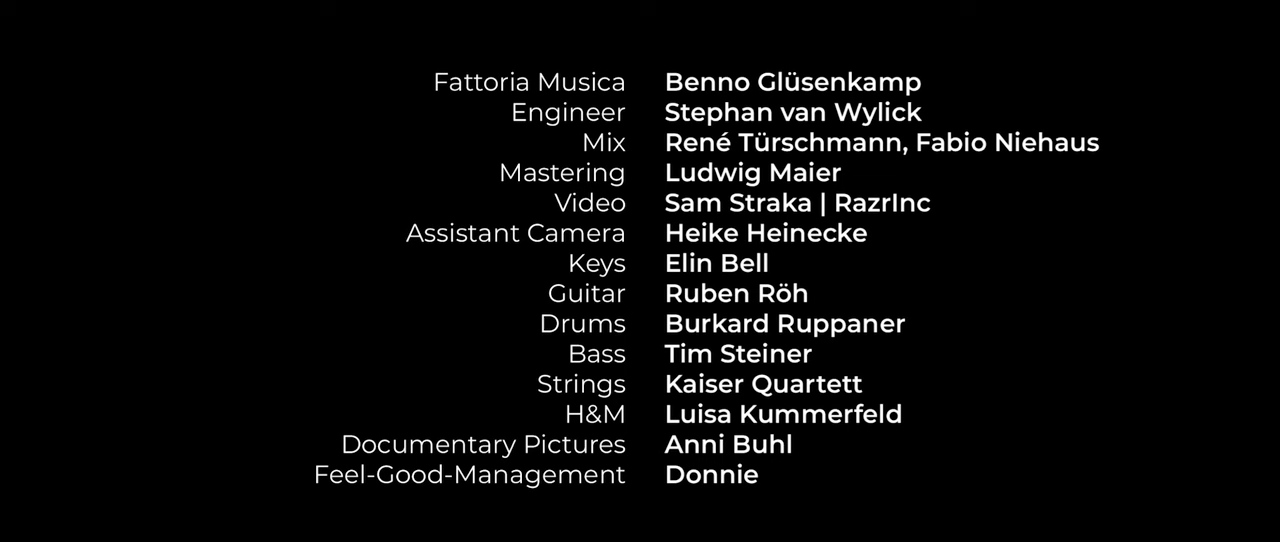 Fattoria Musica Benno Glüsenkamp
Engineer Stephan van Wylick
Mix René Türschmann, Fabio Niehaus
Mastering Ludwig Maier
Video Sam Straka | RazrInc
Assistant Camera Heike Heinecke
Keys Elin Bell
Guitar Ruben Röh
Drums Burkard Ruppaner
Bass Tim Steiner
Strings Kaiser Quartett
H&M Luisa Kummerfeld
Documentary Pictures Anni Buhl
Feel-Good-Management Donnie